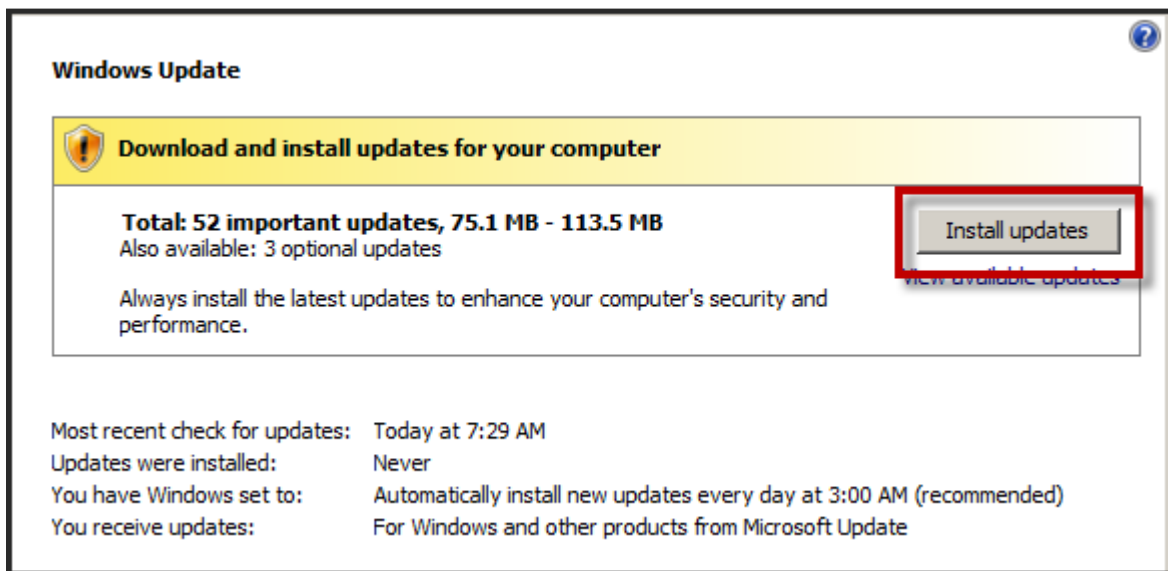 Windows Update
Download and install updates for your computer
Total: 52 important updates, 75.1 MB - 113.5 MB
Also available: 3 optional updates
Install updates
View available updates
Always install the latest updates to enhance your computer's security and
performance.
Most recent check for updates: Today at 7:29 AM
Updates were installed: Never
You have Windows set to: Automatically install new updates every day at 3:00 AM (recommended)
You receive updates: For Windows and other products from Microsoft Update